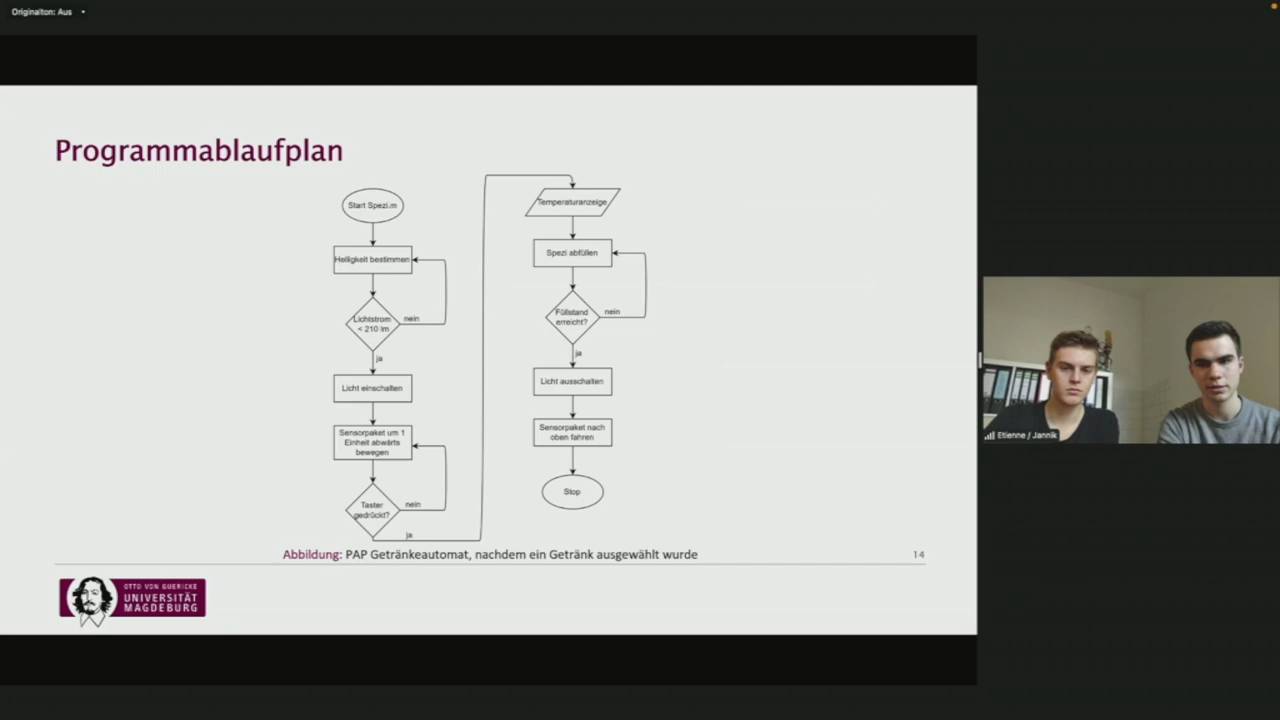 Originalton: Aus
Programmablaufplan
Start Spezi.m
Helligkeit bestimmen
Lichtstrom
< 210 lm
nein
ja
Licht einschalten
Sensorpaket um 1
Einheit abwärts
bewegen
Taster
gedrückt?
nein
ja
Temperaturanzeige
Spezi abfüllen
Füllstand
erreicht?
nein
ja
Licht ausschalten
Sensorpaket nach
oben fahren
Stop
Abbildung: PAP Getränkeautomat, nachdem ein Getränk ausgewählt wurde
14
OTTO VON GUERICKE
UNIVERSITÄT
MAGDEBURG
Etienne / Jannik